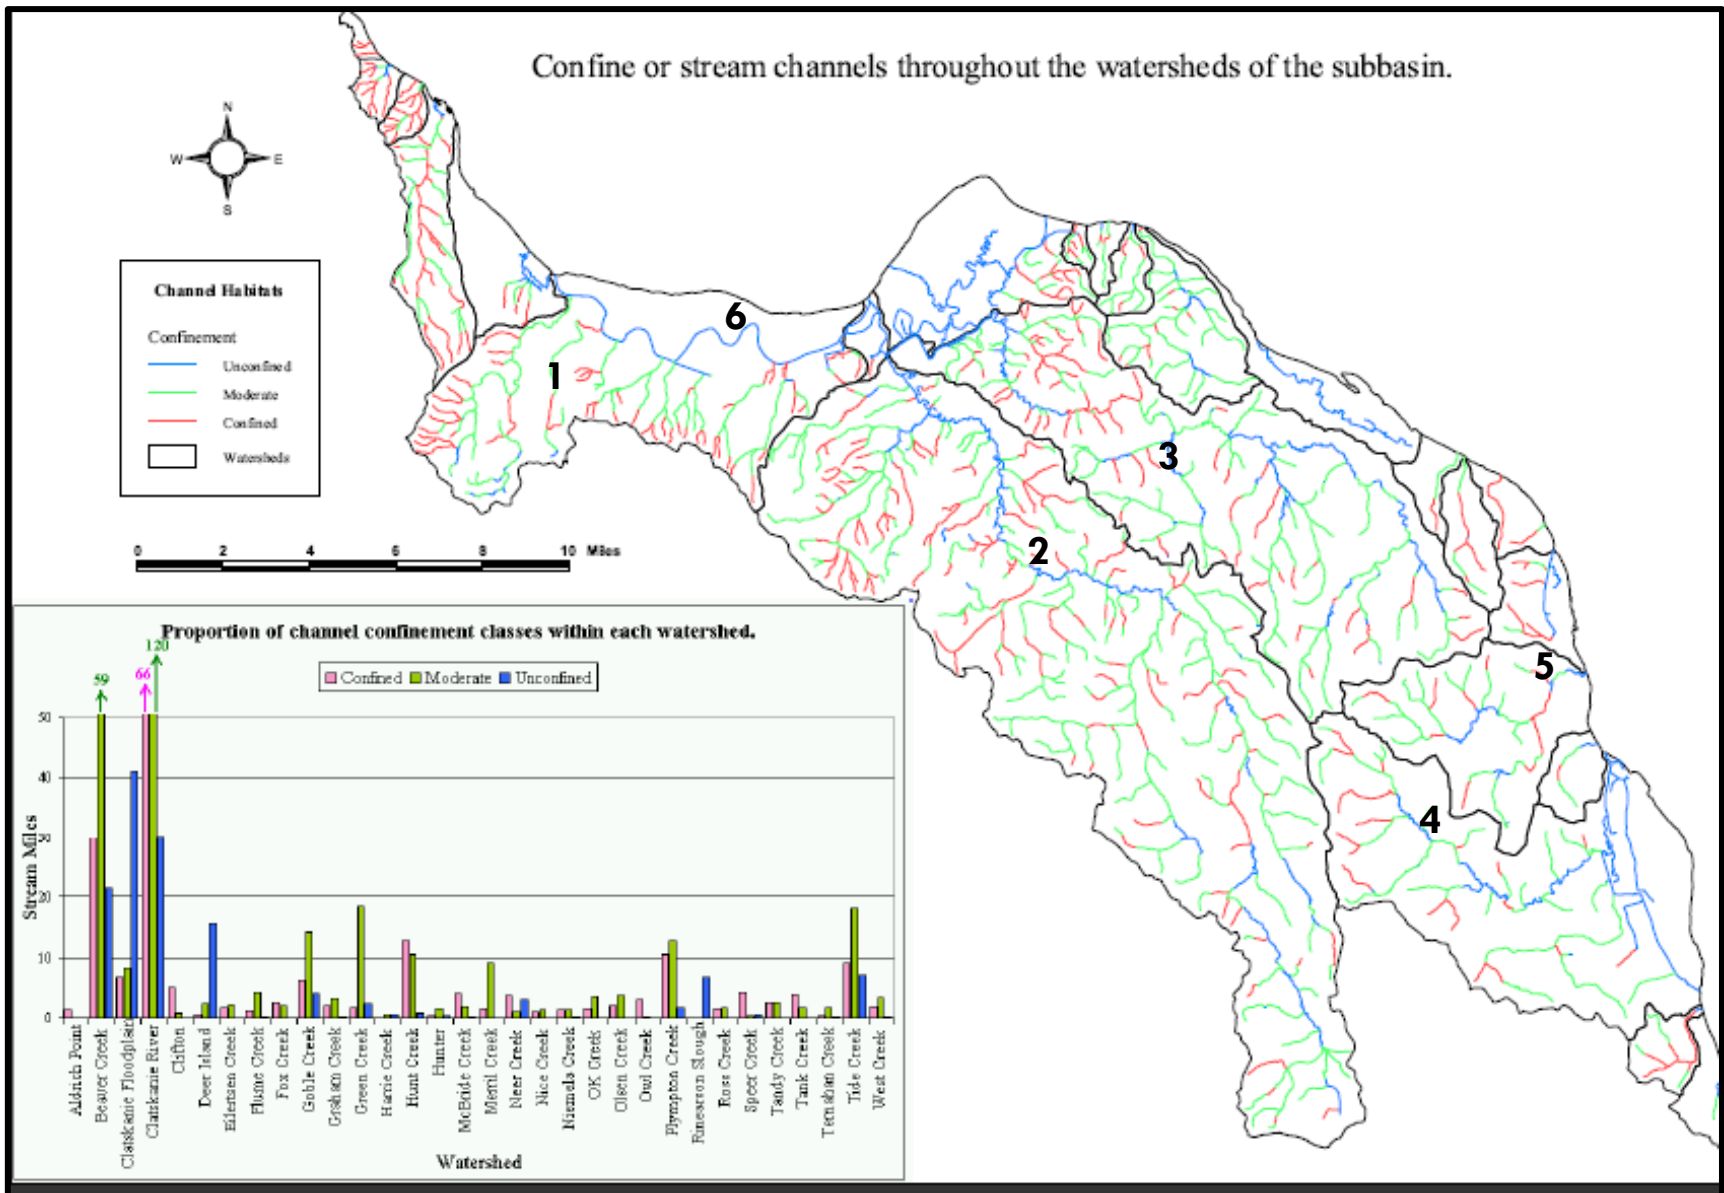 Confine or stream channels throughout the watersheds of the subbasin.
N
W E
S
Channel Habitats
Confinement
Unconfined
Moderate
Confined
Watersheds
0 2 4 6 8 10 Miles
1
2
3
4
5
6
Proportion of channel confinement classes within each watershed.
120
59
66
Confined Moderate Unconfined
50
40
30
20
10
0
Stream Miles
Aldrich Point
Beaver Creek
Clatskanie Floodplain
Clatskanie River
Clifton
Deer Island
Eilertsen Creek
Flume Creek
Fox Creek
Goble Creek
Graham Creek
Green Creek
Harrie Creek
Hunt Creek
Hunter
McBride Creek
Merril Creek
Neer Creek
Nice Creek
Niemela Creek
OK Creek
Olsen Creek
Owl Creek
Plympton Creek
Rinearson Slough
Ross Creek
Speer Creek
Tandy Creek
Tank Creek
Ternahan Creek
Tide Creek
West Creek
Watershed